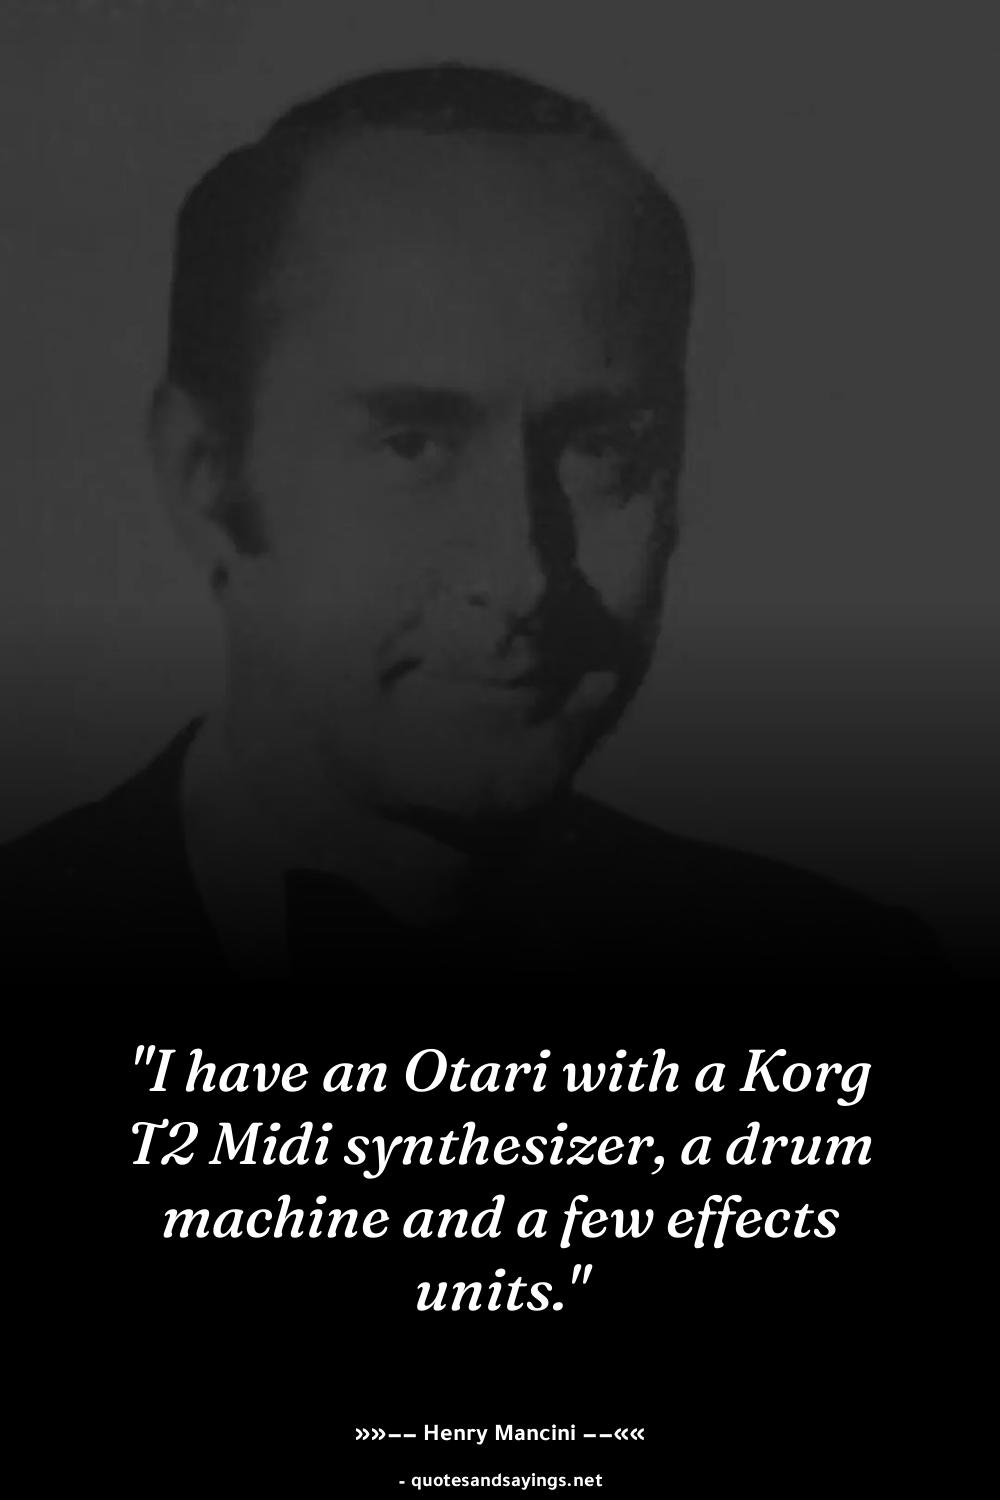 "I have an Otari with a Korg
T2 Midi synthesizer, a drum
machine and a few effects
units."
»»−− Henry Mancini −−««
- quotesandsayings.net